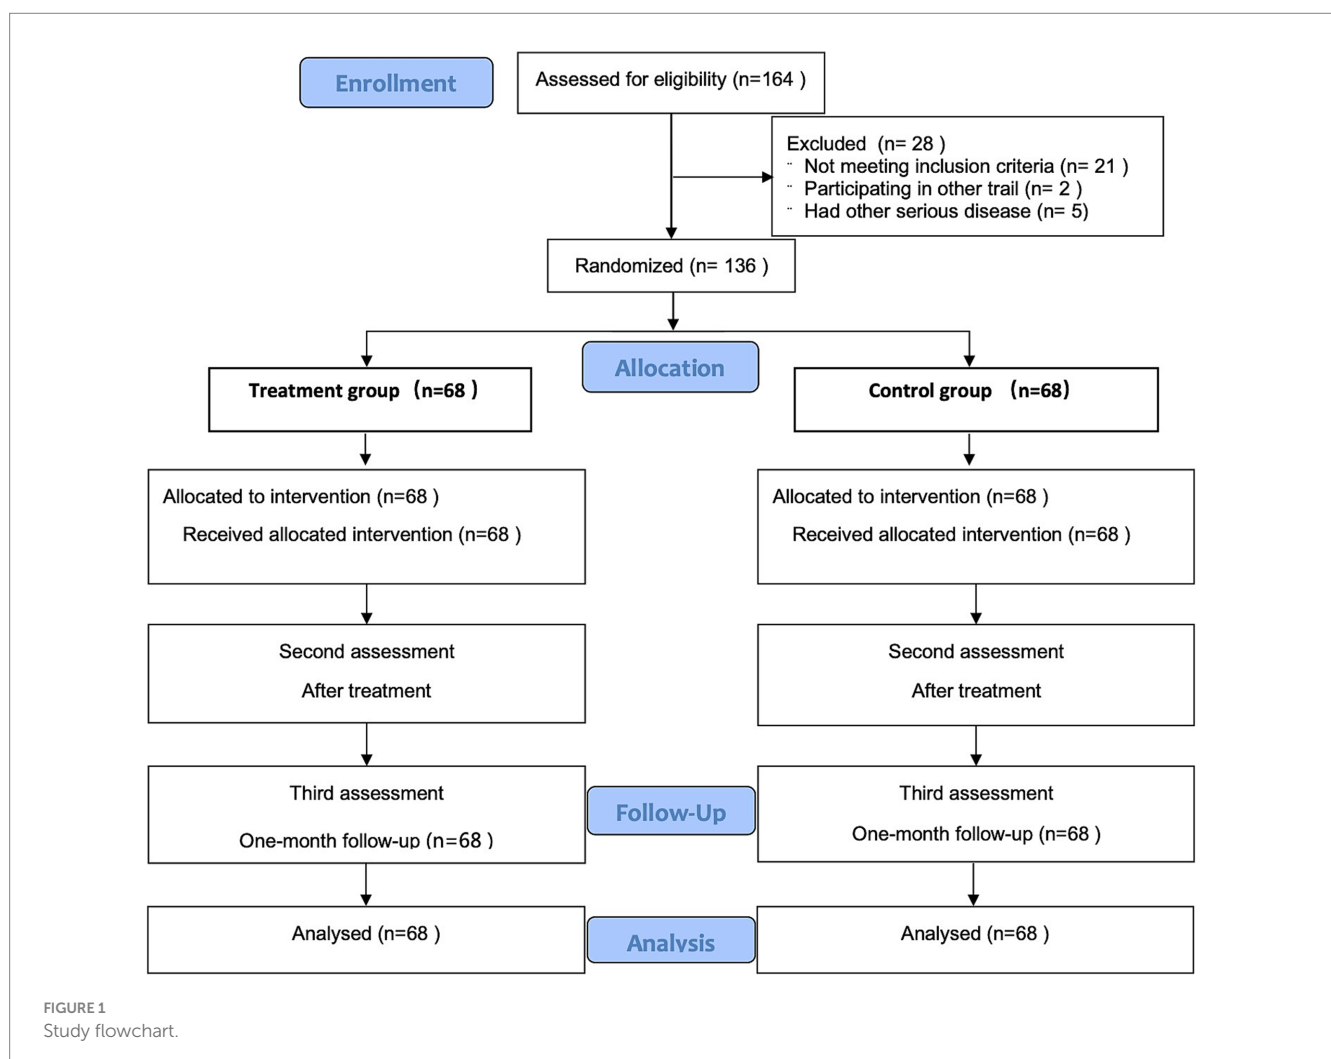 Enrollment
Assessed for eligibility (n=164 )
Excluded  (n= 28 )
¨ Not meeting inclusion criteria (n= 21 )
¨ Participating in other trail (n= 2 )
¨ Had other serious disease (n= 5)
Randomized (n= 136 )
Allocation
Treatment group （n=68 )
Control group （n=68)
Allocated to intervention (n=68 )
Received allocated intervention (n=68 )
Allocated to intervention (n=68 )
Received allocated intervention (n=68 )
Second assessment
After treatment
Second assessment
After treatment
Follow-Up
Third assessment
One-month follow-up (n=68 )
Third assessment
One-month follow-up (n=68 )
Analysis
Analysed (n=68 )
Analysed (n=68 )
FIGURE 1
Study flowchart.